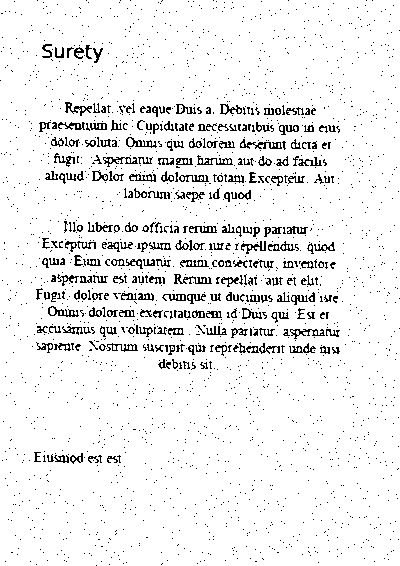 Surety
Repellat. vel eaque Duis a. Debitis molestiae
praesentium hic. Cupiditate necessitatibus quo in eius
dolor soluta. Omnis qui dolorem deserunt dicta et
fugit. Aspernatur magni harum aut do ad facilis
aliquid. Dolor enim dolorum totam Excepteur. Aut
laborum saepe id quod.
Illo libero do officia rerum aliquip pariatur
Excepturi eaque ipsum dolor iure repellendus. quod
quia. Eum consequatur. enim consectetur, inventore
aspernatur est autem. Rerum repellat. aut et elit.
Fugit. dolore veniam, cumque ut ducimus aliquid iste
Omnis dolorem exercitationem id Duis qui. Est et
accusamus qui voluptatem. Nulla pariatur. aspernatur
sapiente. Nostrum suscipit qui reprehenderit unde nisi
debitis sit.
Eiusmod est est